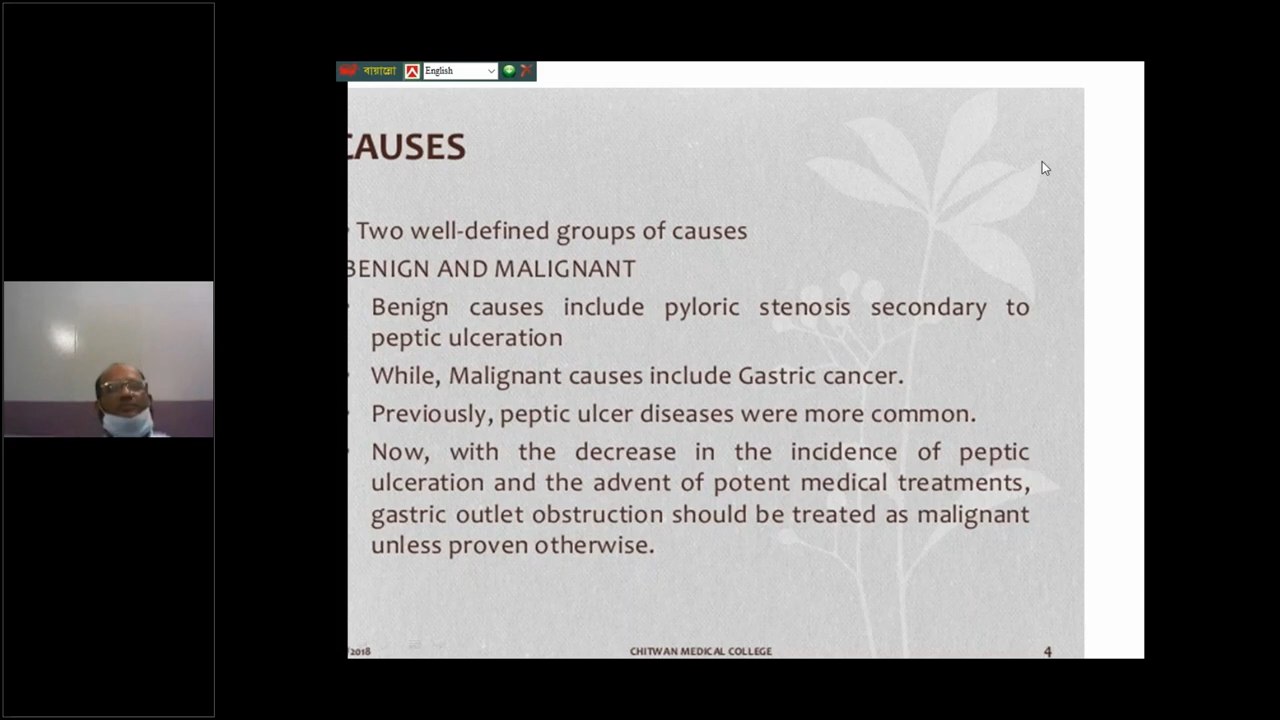 বায়ান্নো English
CAUSES
Two well-defined groups of causes
BENIGN AND MALIGNANT
Benign causes include pyloric stenosis secondary to
peptic ulceration
While, Malignant causes include Gastric cancer.
Previously, peptic ulcer diseases were more common.
Now, with the decrease in the incidence of peptic
ulceration and the advent of potent medical treatments,
gastric outlet obstruction should be treated as malignant
unless proven otherwise.
/2018 CHITWAN MEDICAL COLLEGE 4